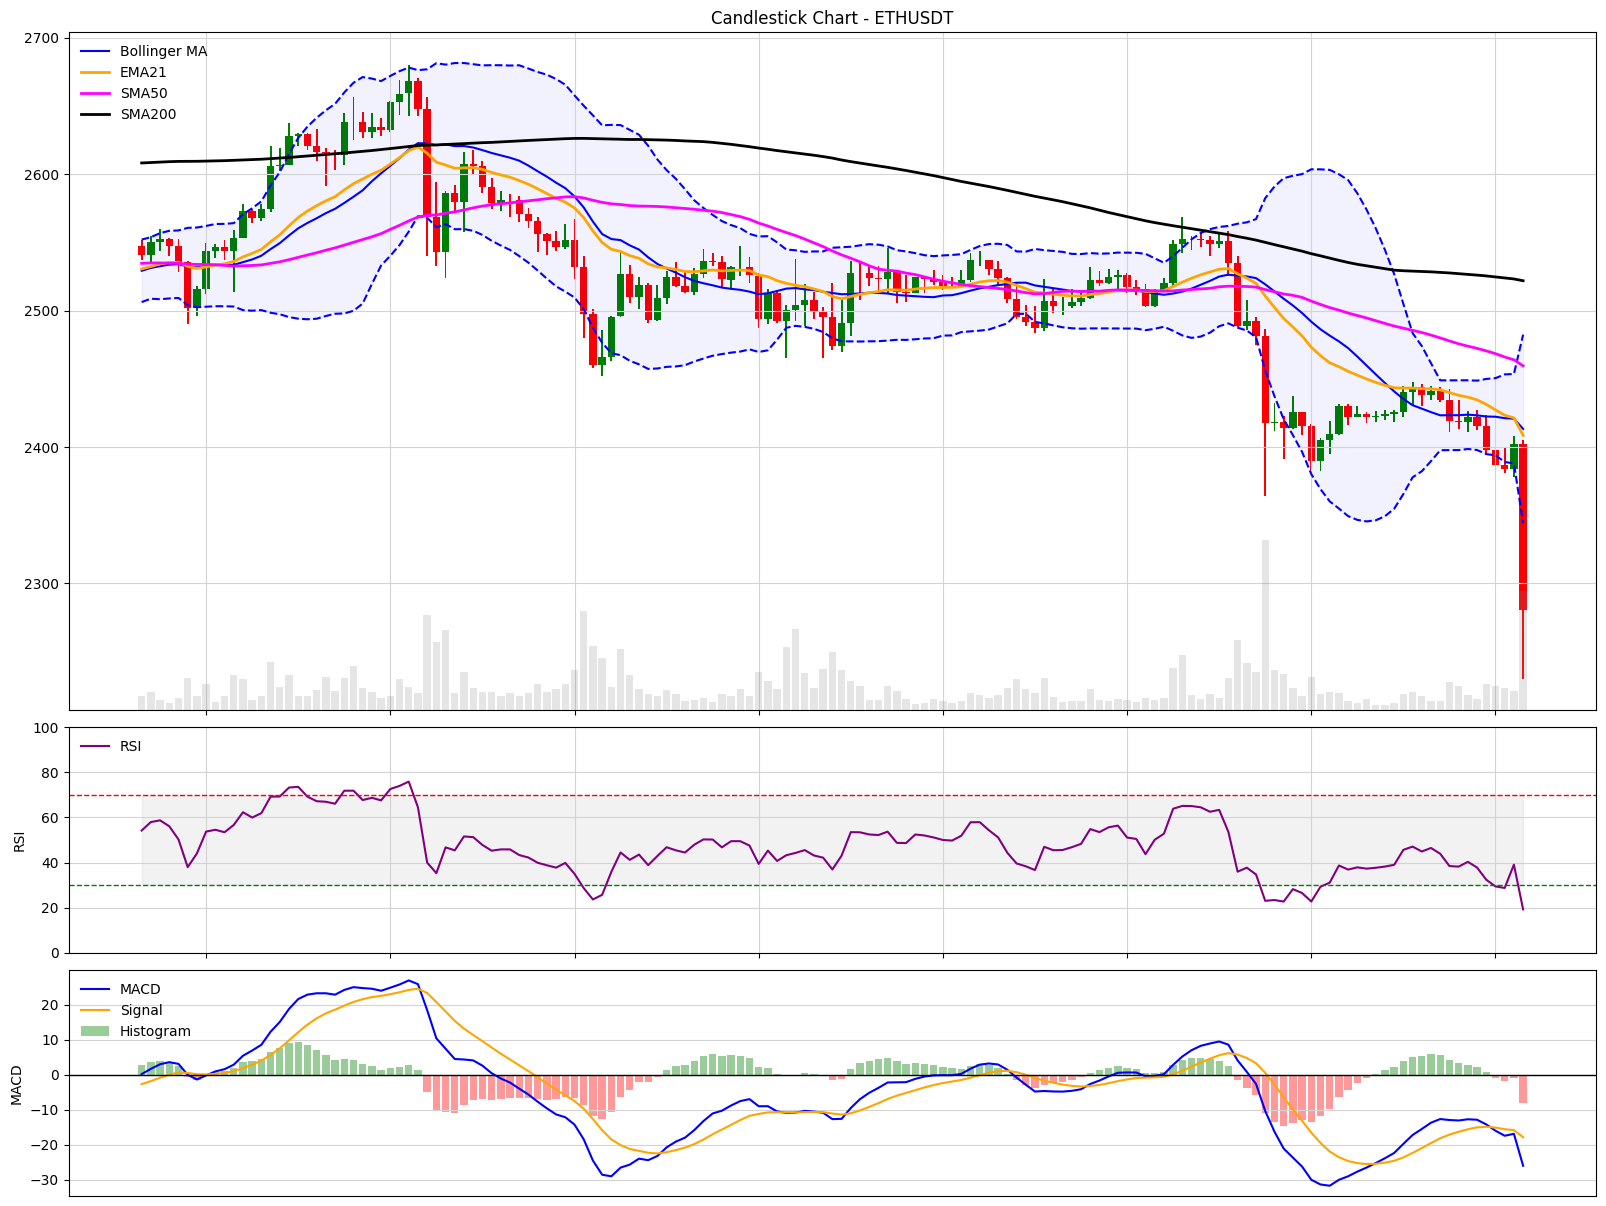 Candlestick Chart - ETHUSDT
2700
2600
2500
2400
2300
Bollinger MA
EMA21
SMA50
SMA200
100
80
60
40
20
0
RSI
RSI
20
10
0
−10
−20
−30
MACD
MACD
Signal
Histogram